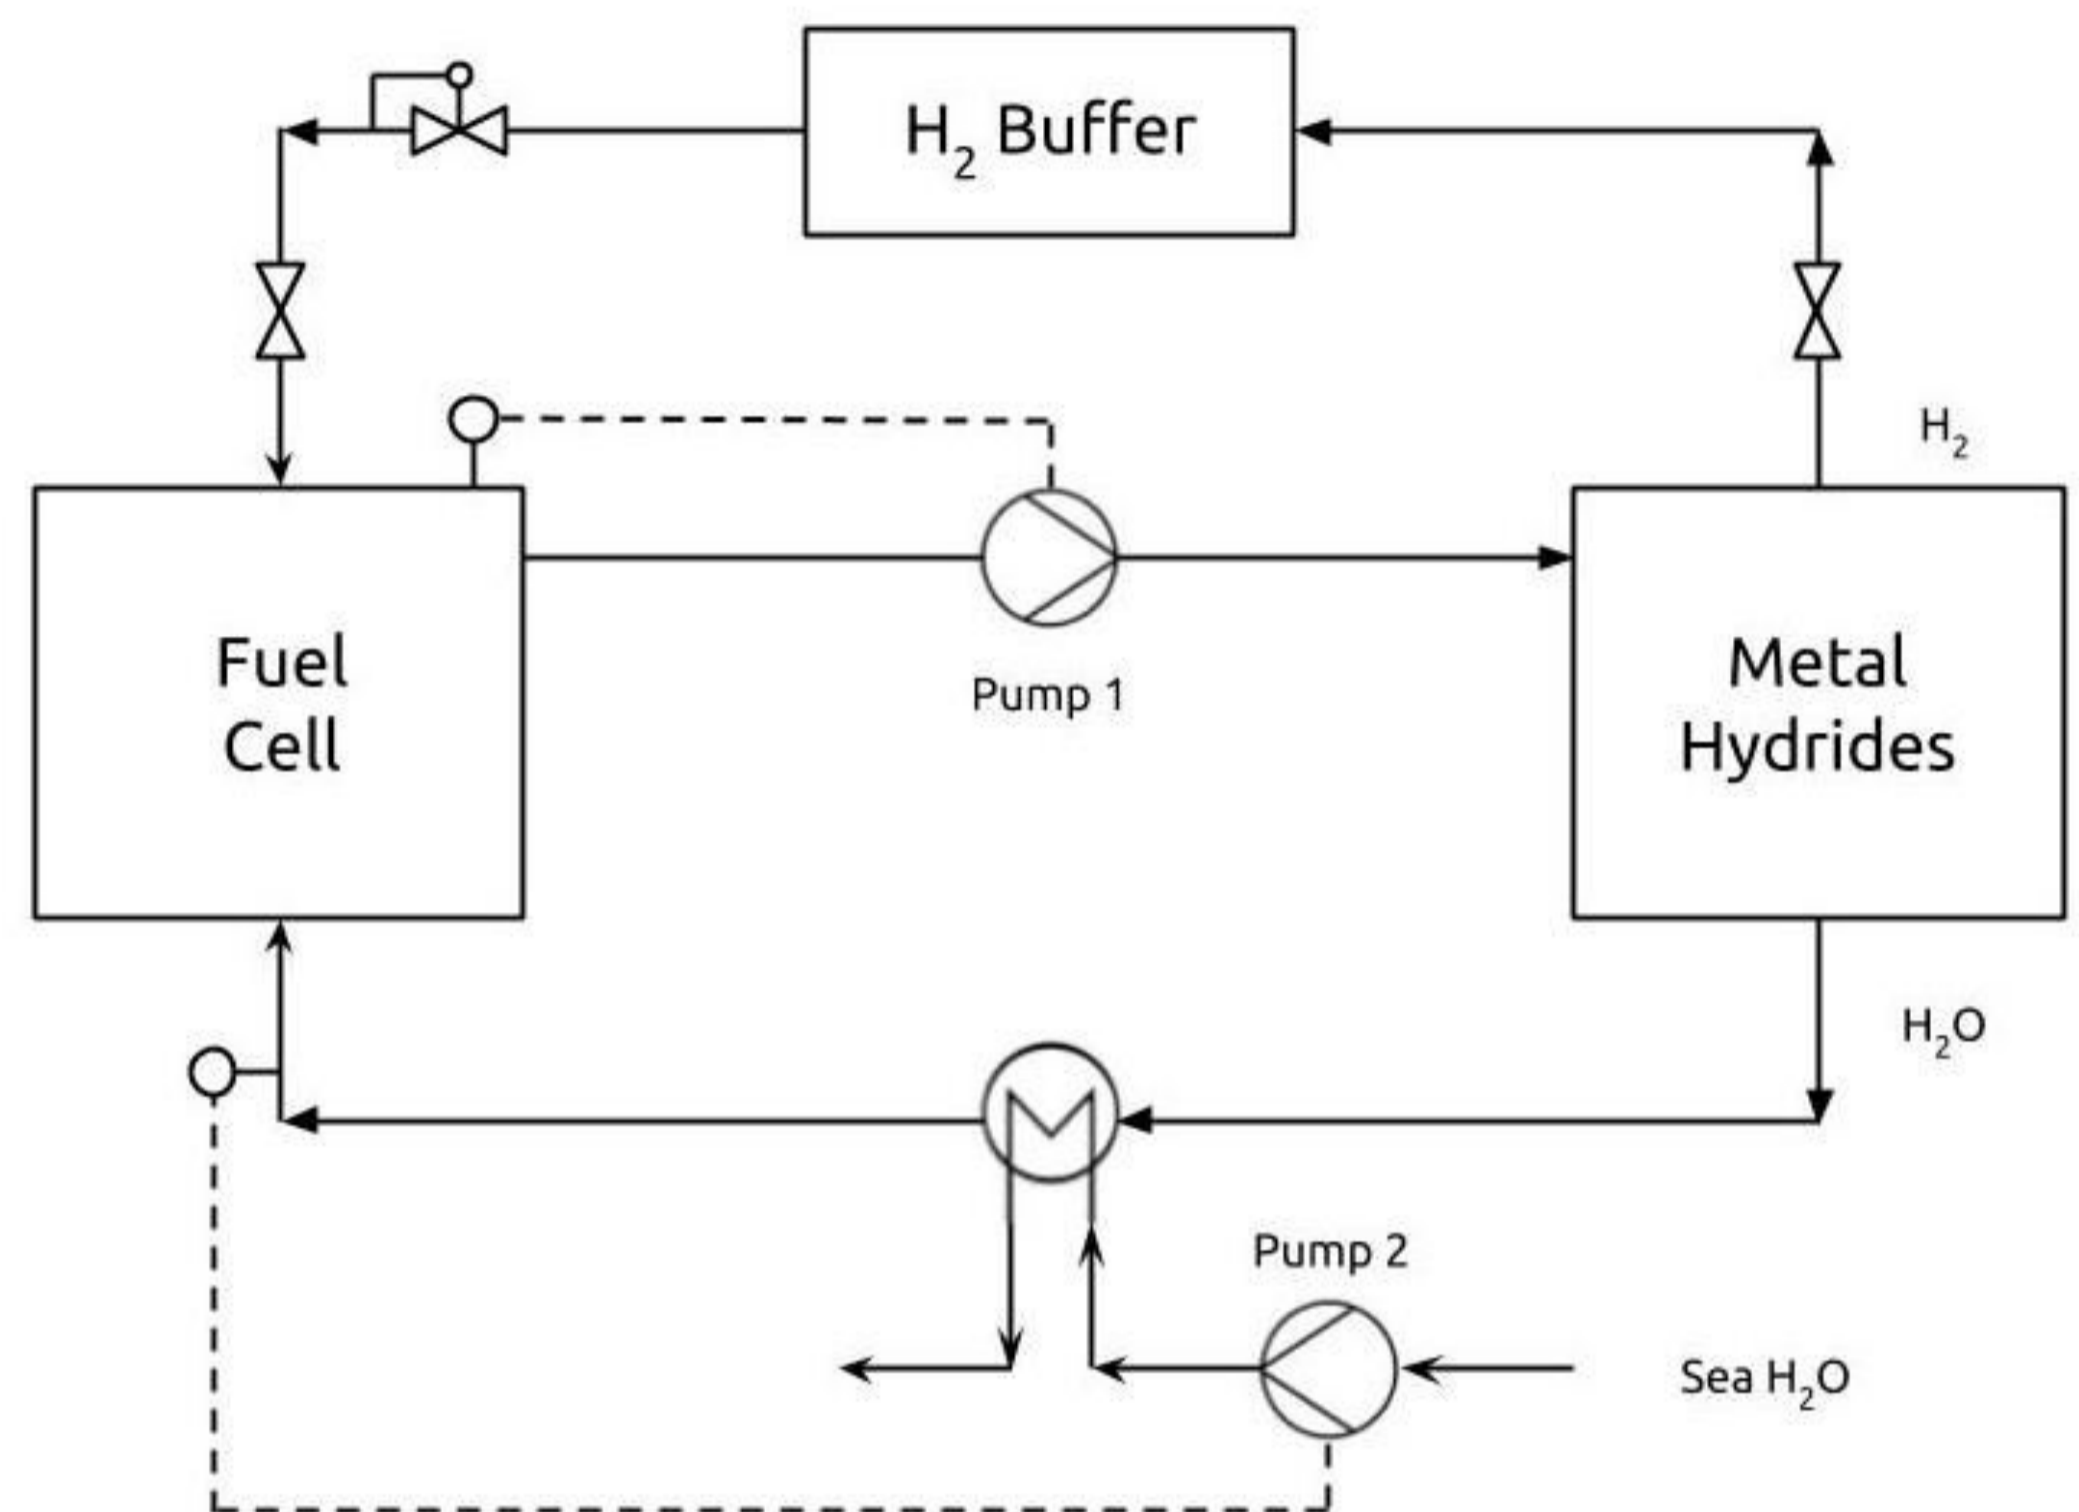 H₂ Buffer
H₂
Fuel
Cell
Pump 1
Metal
Hydrides
H₂O
Pump 2
Sea H₂O